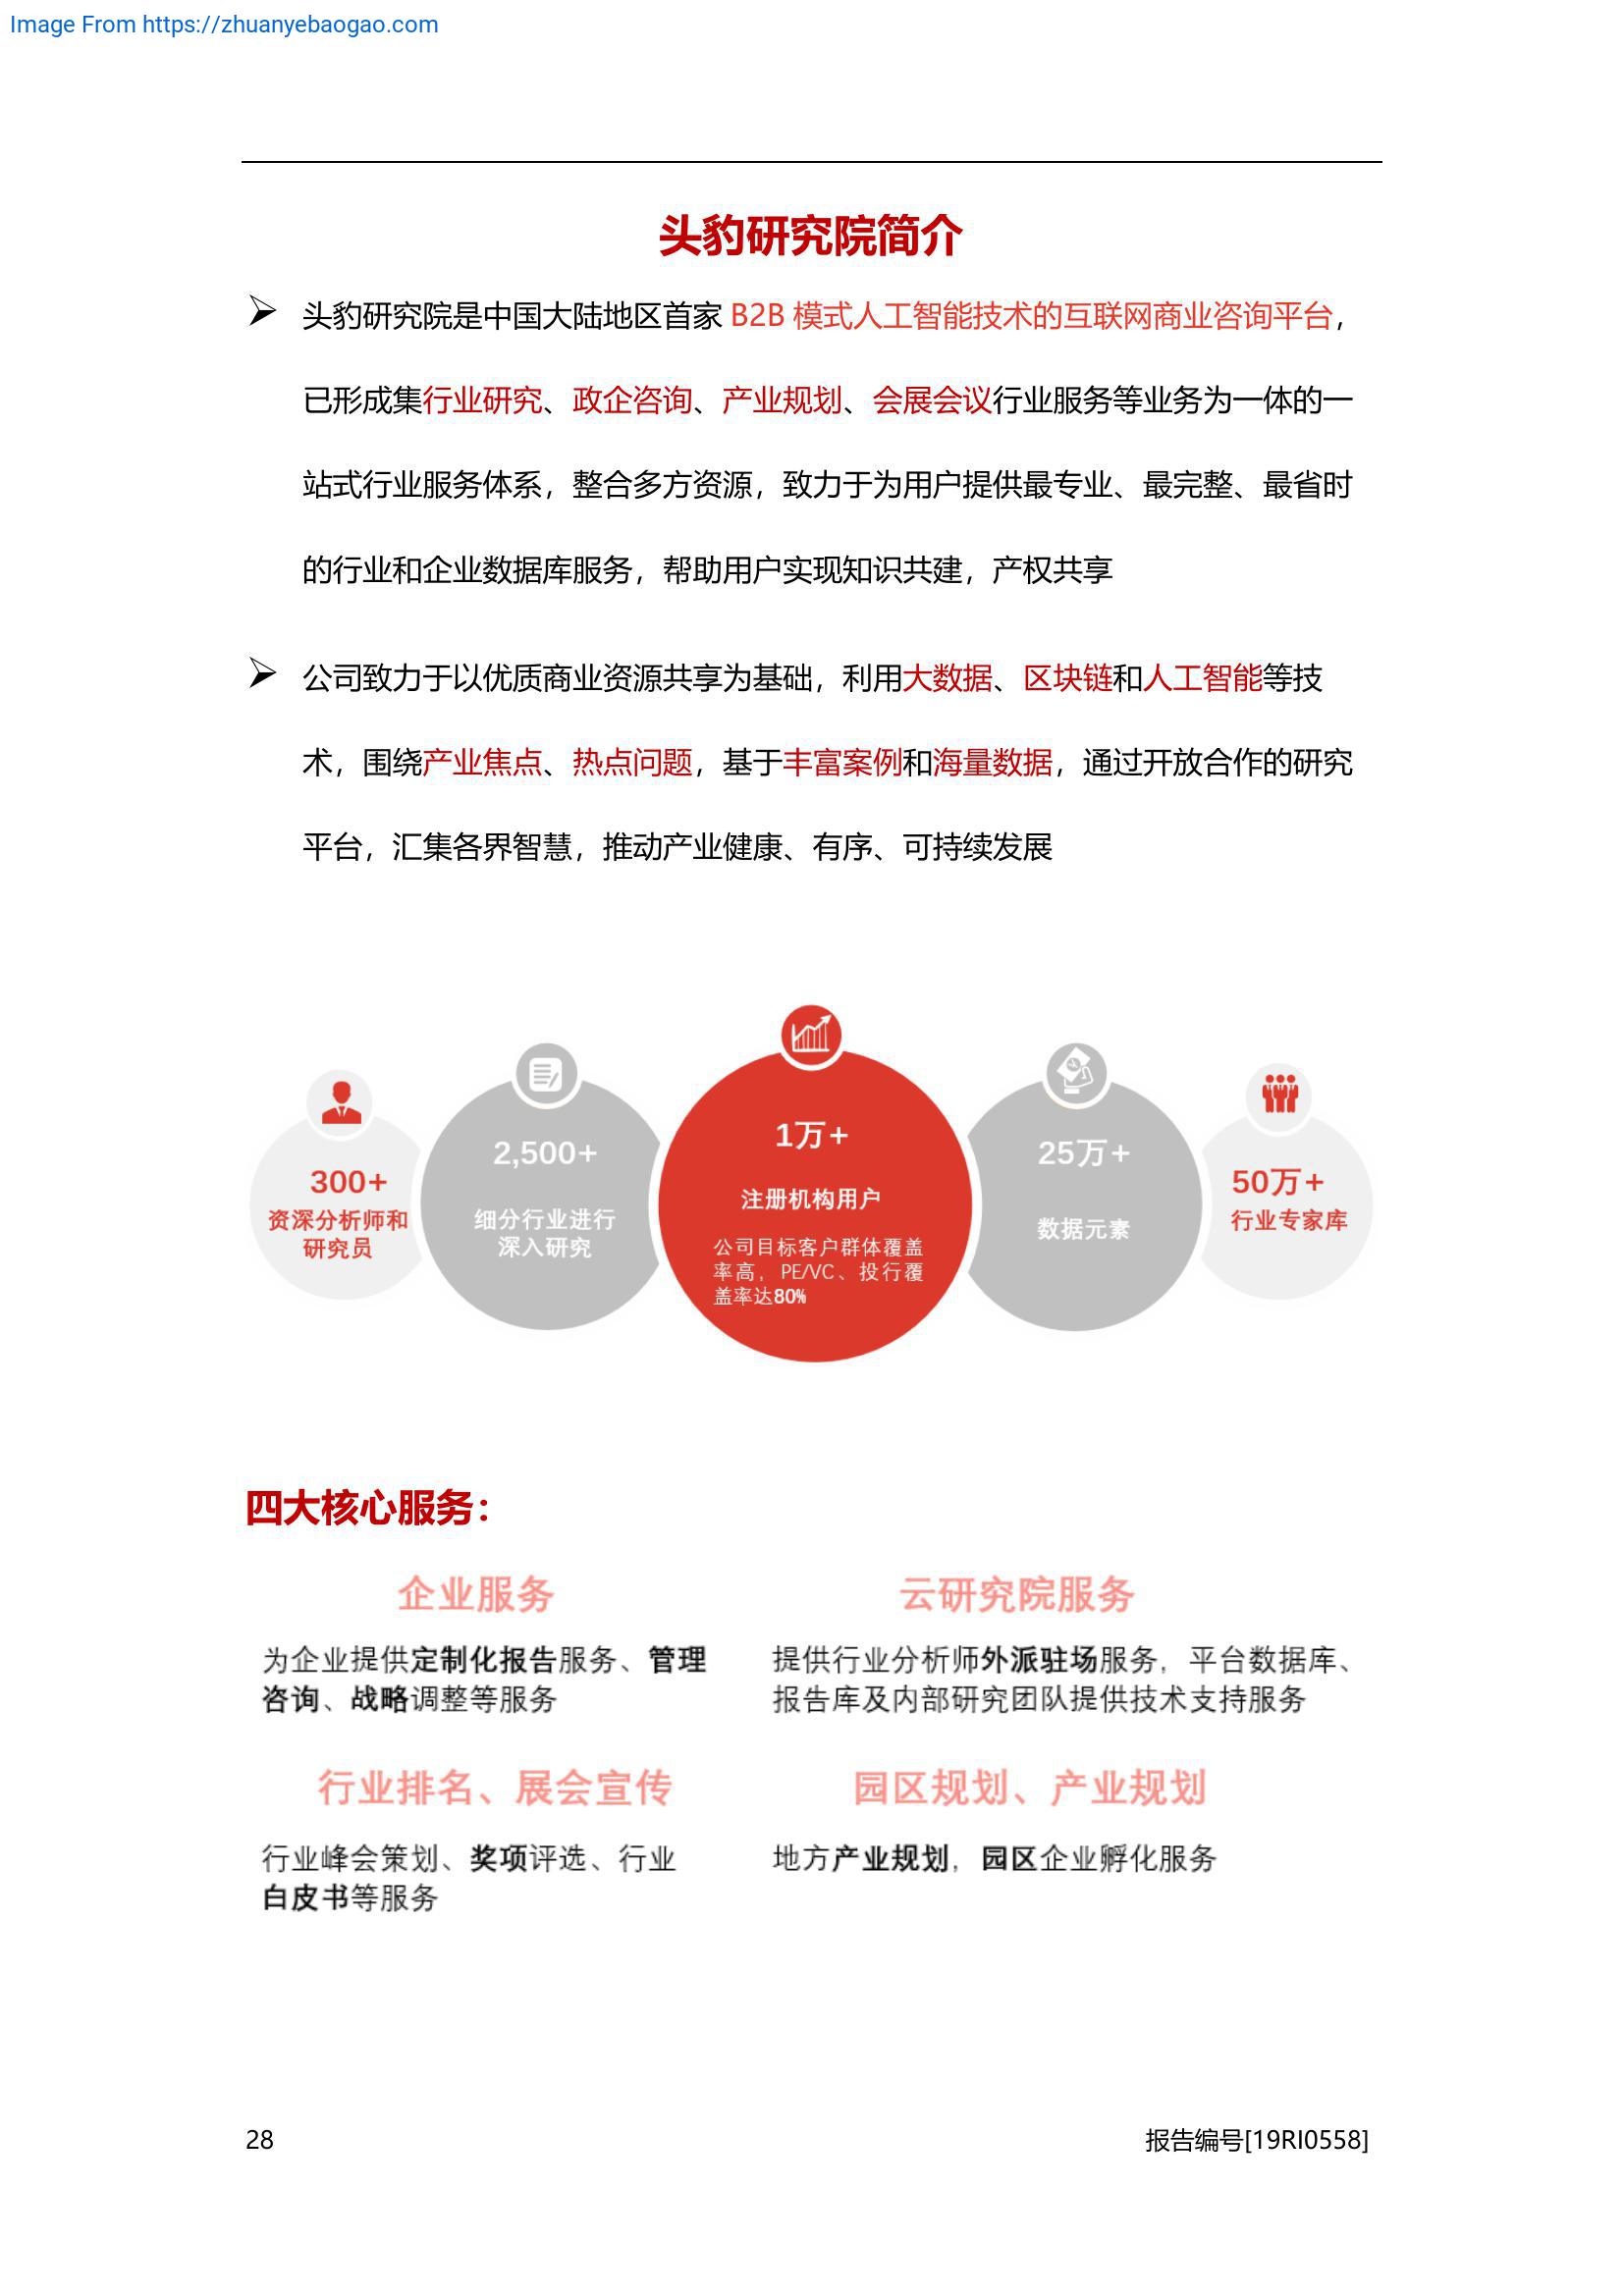 Image From https://zhuanyebaogao.com
头豹研究院简介
头豹研究院是中国大陆地区首家 B2B 模式人工智能技术的互联网商业咨询平台，
已形成集行业研究、政企咨询、产业规划、会展会议行业服务等业务为一体的一
站式行业服务体系，整合多方资源，致力于为用户提供最专业、最完整、最省时
的行业和企业数据库服务，帮助用户实现知识共建，产权共享
公司致力于以优质商业资源共享为基础，利用大数据、区块链和人工智能等技
术，围绕产业焦点、热点问题，基于丰富案例和海量数据，通过开放合作的研究
平台，汇集各界智慧，推动产业健康、有序、可持续发展
300+
资深分析师和
研究员
2,500+
细分行业进行
深入研究
1万+
注册机构用户
公司目标客户群体覆盖
率高，PE/VC、投行覆
盖率达80%
25万+
数据元素
50万+
行业专家库
四大核心服务：
企业服务
为企业提供定制化报告服务、管理
咨询、战略调整等服务
云研究院服务
提供行业分析师外派驻场服务，平台数据库、
报告库及内部研究团队提供技术支持服务
行业排名、展会宣传
行业峰会策划、奖项评选、行业
白皮书等服务
园区规划、产业规划
地方产业规划，园区企业孵化服务
28
报告编号[19RI0558]